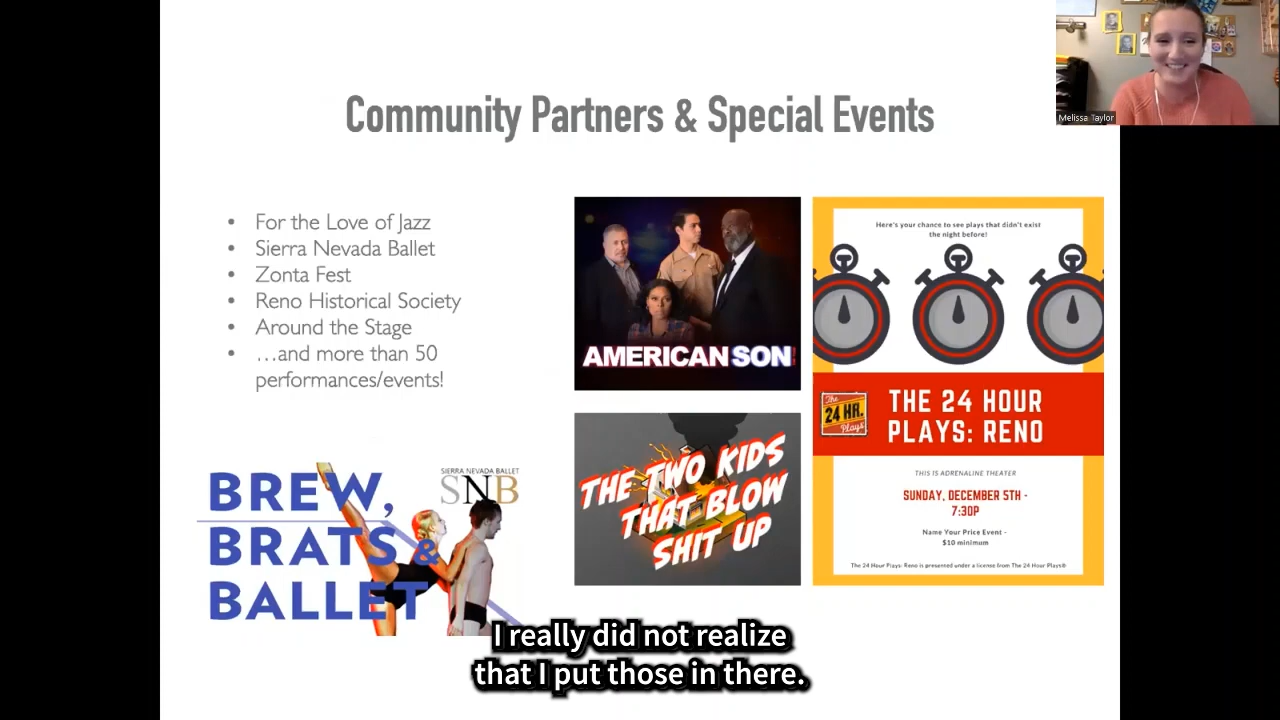 Community Partners & Special Events
Melissa Taylor
• For the Love of Jazz
• Sierra Nevada Ballet
• Zonta Fest
• Reno Historical Society
• Around the Stage
• …and more than 50
performances/events!
AMERICAN SON
Here's your chance to see plays that didn't exist
the night before!
The
24 HR.
Plays
THE 24 HOUR
PLAYS: RENO
THIS IS ADRENALINE THEATER
SUNDAY, DECEMBER 5TH -
7:30P
Name Your Price Event -
$10 minimum
The 24 Hour Plays: Reno is presented under a license from The 24 Hour Plays®
THE TWO KIDS
THAT BLOW
SHIT UP
SIERRA NEVADA BALLET
SNB
BREW,
BRATS &
BALLET
I really did not realize
that I put those in there.